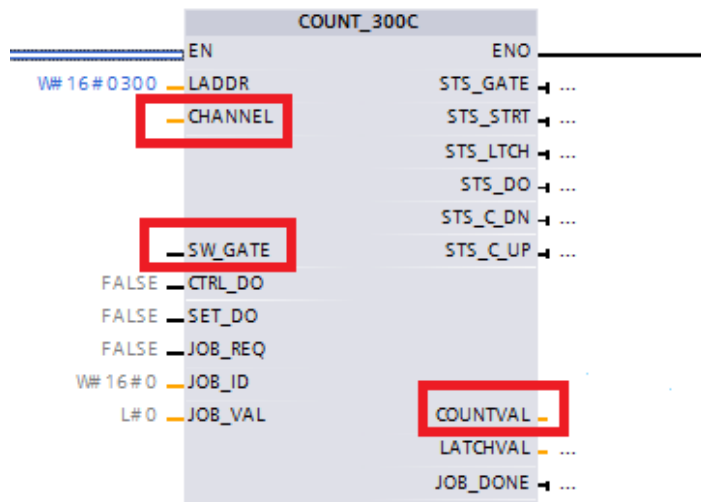 COUNT_300C
EN ENO
W#16#0300 LADDR STS_GATE ...
CHANNEL STS_STRT ...
STS_LTCH ...
STS_DO ...
STS_C_DN ...
SW_GATE STS_C_UP ...
FALSE CTRL_DO
FALSE SET_DO
FALSE JOB_REQ
W#16#0 JOB_ID
L#0 JOB_VAL COUNTVAL
LATCHVAL ...
JOB_DONE ...